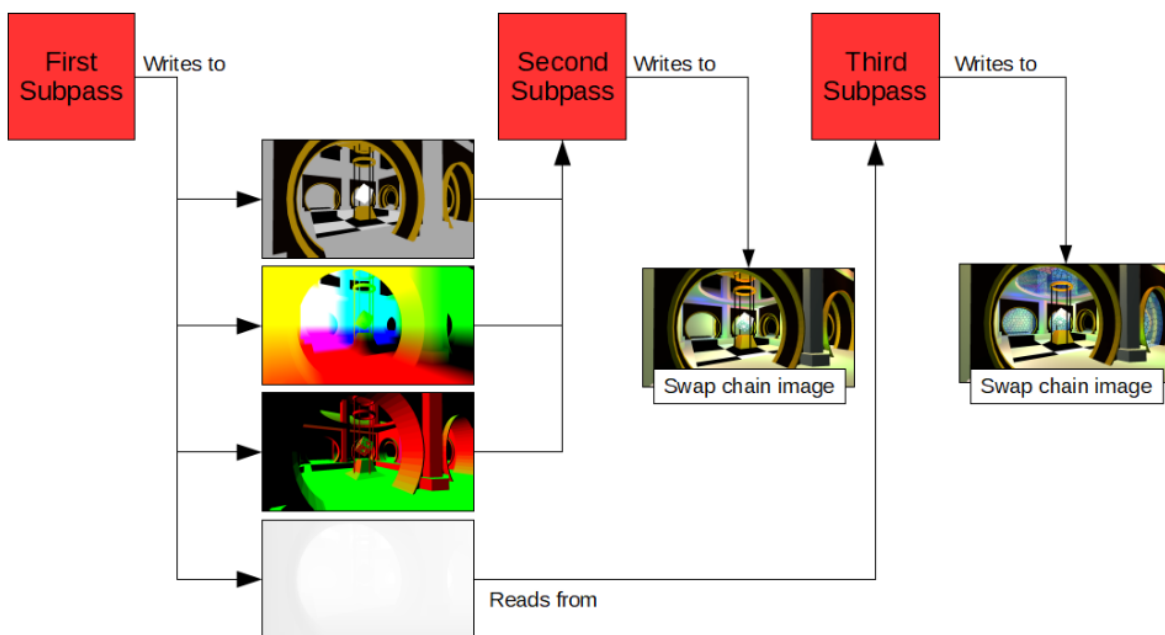 First
Subpass
Writes to
Second
Subpass
Writes to
Third
Subpass
Writes to
Swap chain image
Swap chain image
Reads from